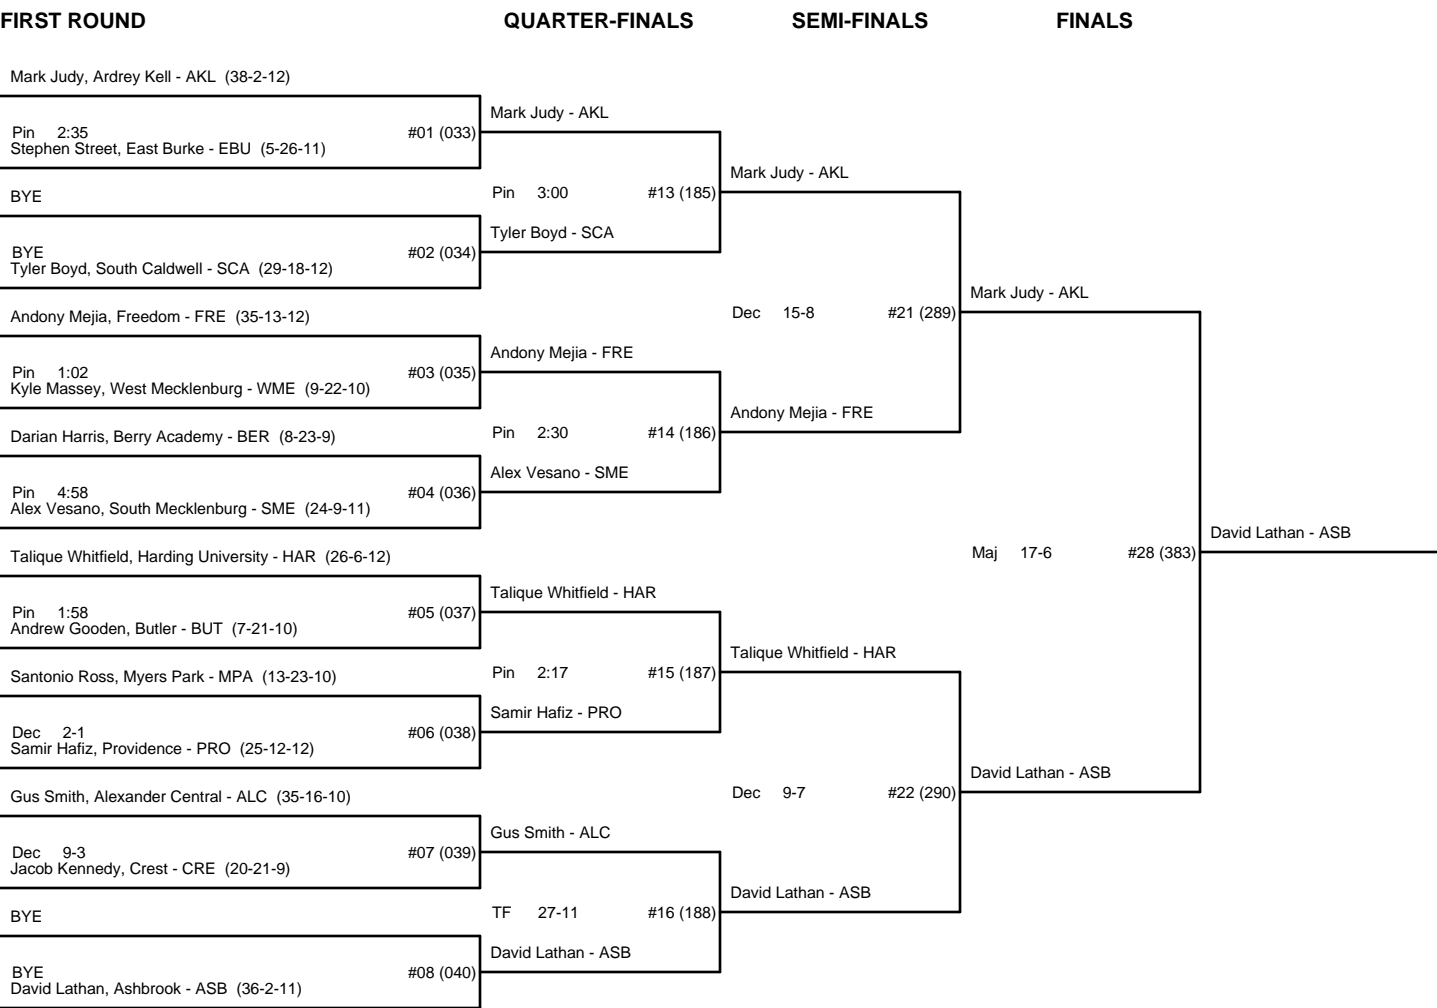 FIRST ROUND QUARTER-FINALS SEMI-FINALS FINALS
Mark Judy, Ardrey Kell - AKL (38-2-12)
Mark Judy - AKL
Pin 2:35 #01 (033)
Stephen Street, East Burke - EBU (5-26-11)
Mark Judy - AKL
BYE Pin 3:00 #13 (185)
Tyler Boyd - SCA
BYE #02 (034)
Tyler Boyd, South Caldwell - SCA (29-18-12)
Mark Judy - AKL
Andony Mejia, Freedom - FRE (35-13-12) Dec 15-8 #21 (289)
Andony Mejia - FRE
Pin 1:02 #03 (035)
Kyle Massey, West Mecklenburg - WME (9-22-10)
Andony Mejia - FRE
Darian Harris, Berry Academy - BER (8-23-9) Pin 2:30 #14 (186)
Alex Vesano - SME
Pin 4:58 #04 (036)
Alex Vesano, South Mecklenburg - SME (24-9-11)
David Lathan - ASB
Talique Whitfield, Harding University - HAR (26-6-12) Maj 17-6 #28 (383)
Talique Whitfield - HAR
Pin 1:58 #05 (037)
Andrew Gooden, Butler - BUT (7-21-10)
Talique Whitfield - HAR
Santonio Ross, Myers Park - MPA (13-23-10) Pin 2:17 #15 (187)
Samir Hafiz - PRO
Dec 2-1 #06 (038)
Samir Hafiz, Providence - PRO (25-12-12)
David Lathan - ASB
Gus Smith, Alexander Central - ALC (35-16-10) Dec 9-7 #22 (290)
Gus Smith - ALC
Dec 9-3 #07 (039)
Jacob Kennedy, Crest - CRE (20-21-9)
David Lathan - ASB
BYE TF 27-11 #16 (188)
David Lathan - ASB
BYE #08 (040)
David Lathan, Ashbrook - ASB (36-2-11)